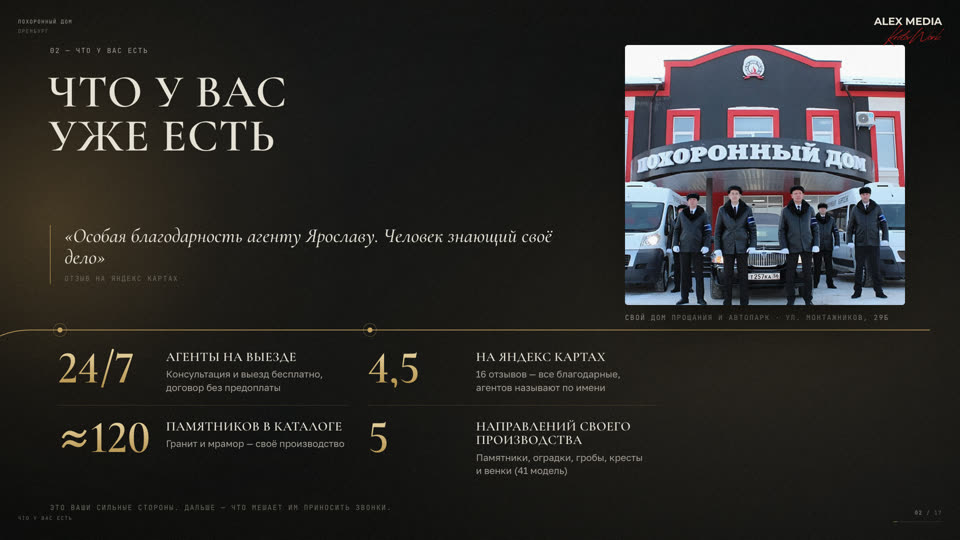 ПОХОРОННЫЙ ДОМ
ОРЕНБУРГ
ALEX MEDIA
02 — ЧТО У ВАС ЕСТЬ
ЧТО У ВАС
УЖЕ ЕСТЬ
ПОХОРОННЫЙ ДОМ
«Особая благодарность агенту Ярославу. Человек знающий своё
дело»
ОТЗЫВ НА ЯНДЕКС КАРТАХ
СВОЙ ДОМ ПРОЩАНИЯ И АВТОПАРК · УЛ. МОНТАЖНИКОВ, 29Б
24/7
АГЕНТЫ НА ВЫЕЗДЕ
Консультация и выезд бесплатно,
договор без предоплаты
4,5
НА ЯНДЕКС КАРТАХ
16 отзывов — все благодарные,
агентов называют по имени
≈120
ПАМЯТНИКОВ В КАТАЛОГЕ
Гранит и мрамор — своё производство
5
НАПРАВЛЕНИЙ СВОЕГО
ПРОИЗВОДСТВА
Памятники, оградки, гробы, кресты
и венки (41 модель)
ЭТО ВАШИ СИЛЬНЫЕ СТОРОНЫ. ДАЛЬШЕ — ЧТО МЕШАЕТ ИМ ПРИНОСИТЬ ЗВОНКИ.
ЧТО У ВАС ЕСТЬ
02 / 17